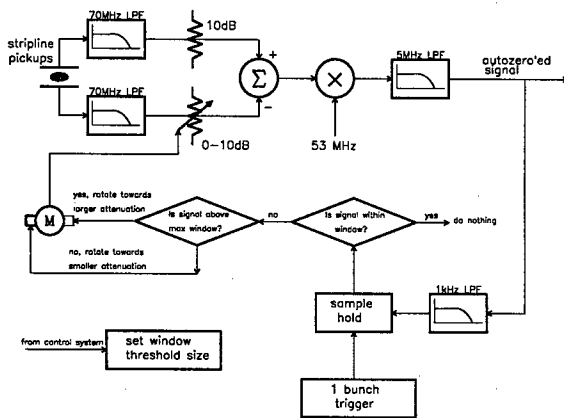 70MHz LPF
10dB
stripline
pickups
5MHz LPF
autozero'ed
signal
+
Σ
×
−
70MHz LPF
0-10dB
53 MHz
yes, rotate towards
larger attenuation
M
Is signal above
max window?
no
Is signal within
window?
yes
do nothing
no, rotate towards
smaller attenuation
1kHz LPF
sample
hold
from control system
set window
threshold size
1 bunch
trigger